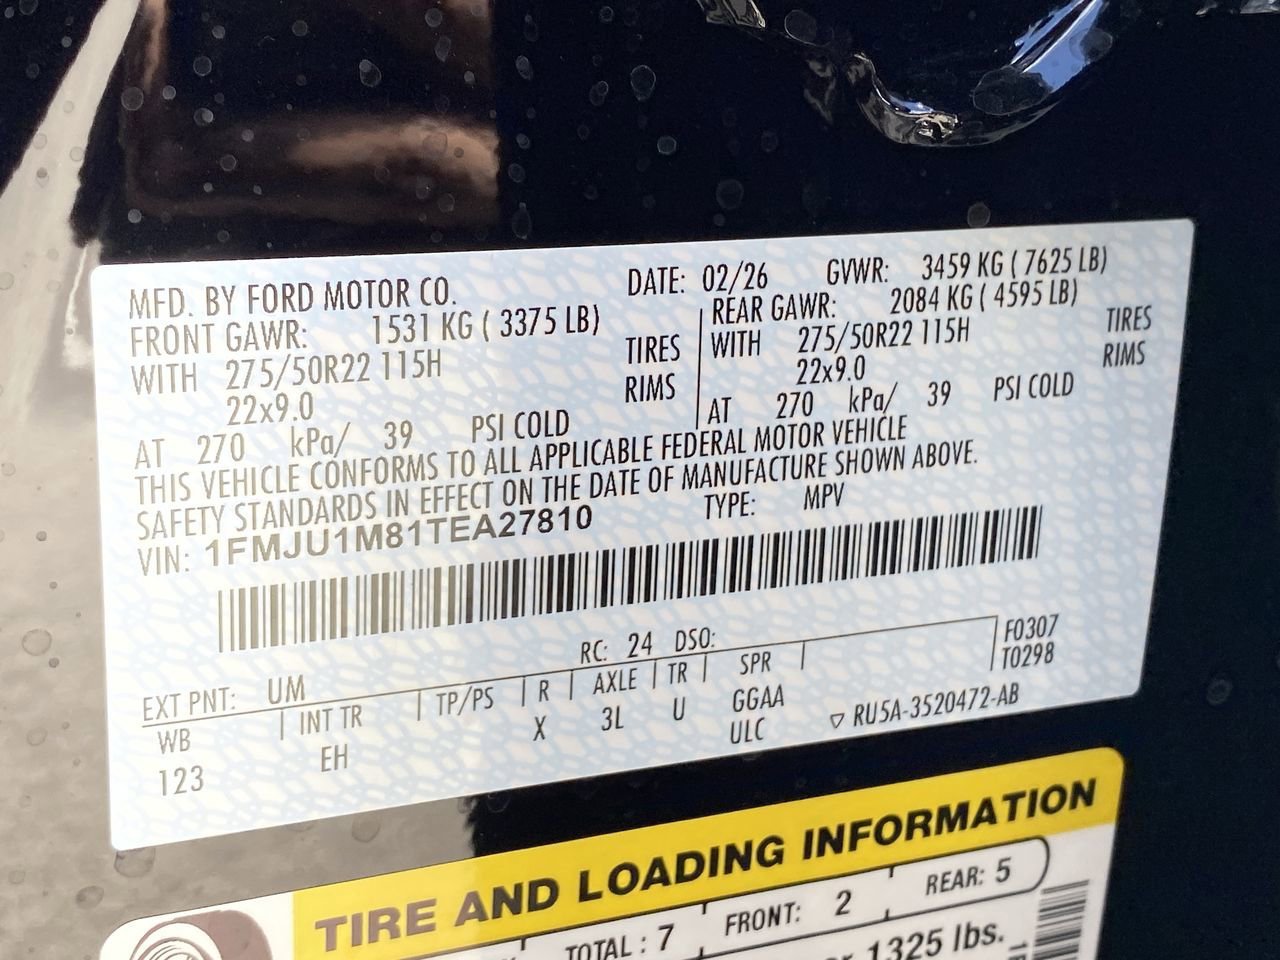 MFD. BY FORD MOTOR CO. DATE: 02/26 GVWR: 3459 KG ( 7625 LB)
FRONT GAWR: 1531 KG ( 3375 LB) REAR GAWR: 2084 KG ( 4595 LB)
WITH 275/50R22 115H TIRES WITH 275/50R22 115H TIRES
22x9.0 RIMS 22x9.0 RIMS
AT 270 kPa/ 39 PSI COLD AT 270 kPa/ 39 PSI COLD
THIS VEHICLE CONFORMS TO ALL APPLICABLE FEDERAL MOTOR VEHICLE
SAFETY STANDARDS IN EFFECT ON THE DATE OF MANUFACTURE SHOWN ABOVE.
VIN: 1FMJU1M81TEA27810 TYPE: MPV
EXT PNT: UM RC: 24 DSO: F0307
WB INT TR TP/PS R AXLE TR SPR T0298
123 EH X 3L U GGAA
ULC ▽ RU5A-3520472-AB
TIRE AND LOADING INFORMATION
TOTAL : 7 FRONT: 2 REAR: 5
1325 lbs.